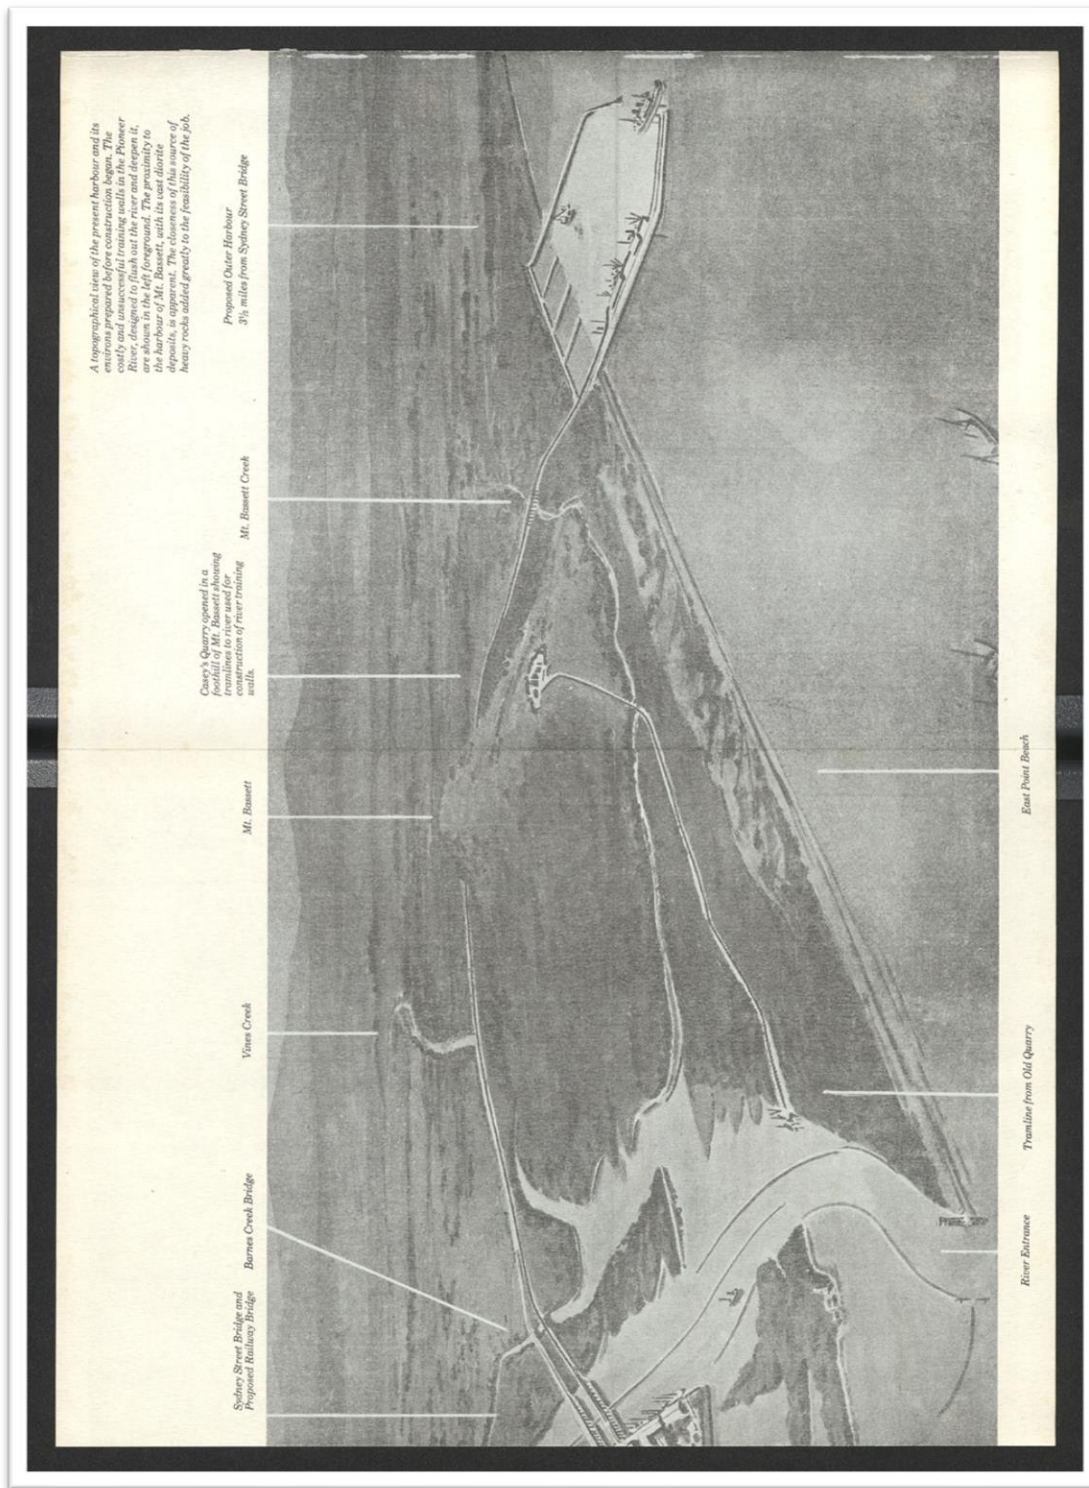 A topographical view of the present harbour and its
environs prepared before construction began. The
costly and unsuccessful training walls in the Pioneer
River, designed to flush out the river and deepen it,
are shown in the left foreground. The proximity to
the harbour of Mt. Bassett, with its vast diorite
deposits, is apparent. The closeness of this source of
heavy rocks added greatly to the feasibility of the job.
Sydney Street Bridge and
Proposed Railway Bridge
Barnes Creek Bridge
Vines Creek
Mt. Bassett
Casey's Quarry opened in a
foothill of Mt. Bassett showing
tramlines to river used for
construction of river training
walls.
Mt. Bassett Creek
Proposed Outer Harbour
3½ miles from Sydney Street Bridge
River Entrance
Tramline from Old Quarry
East Point Beach